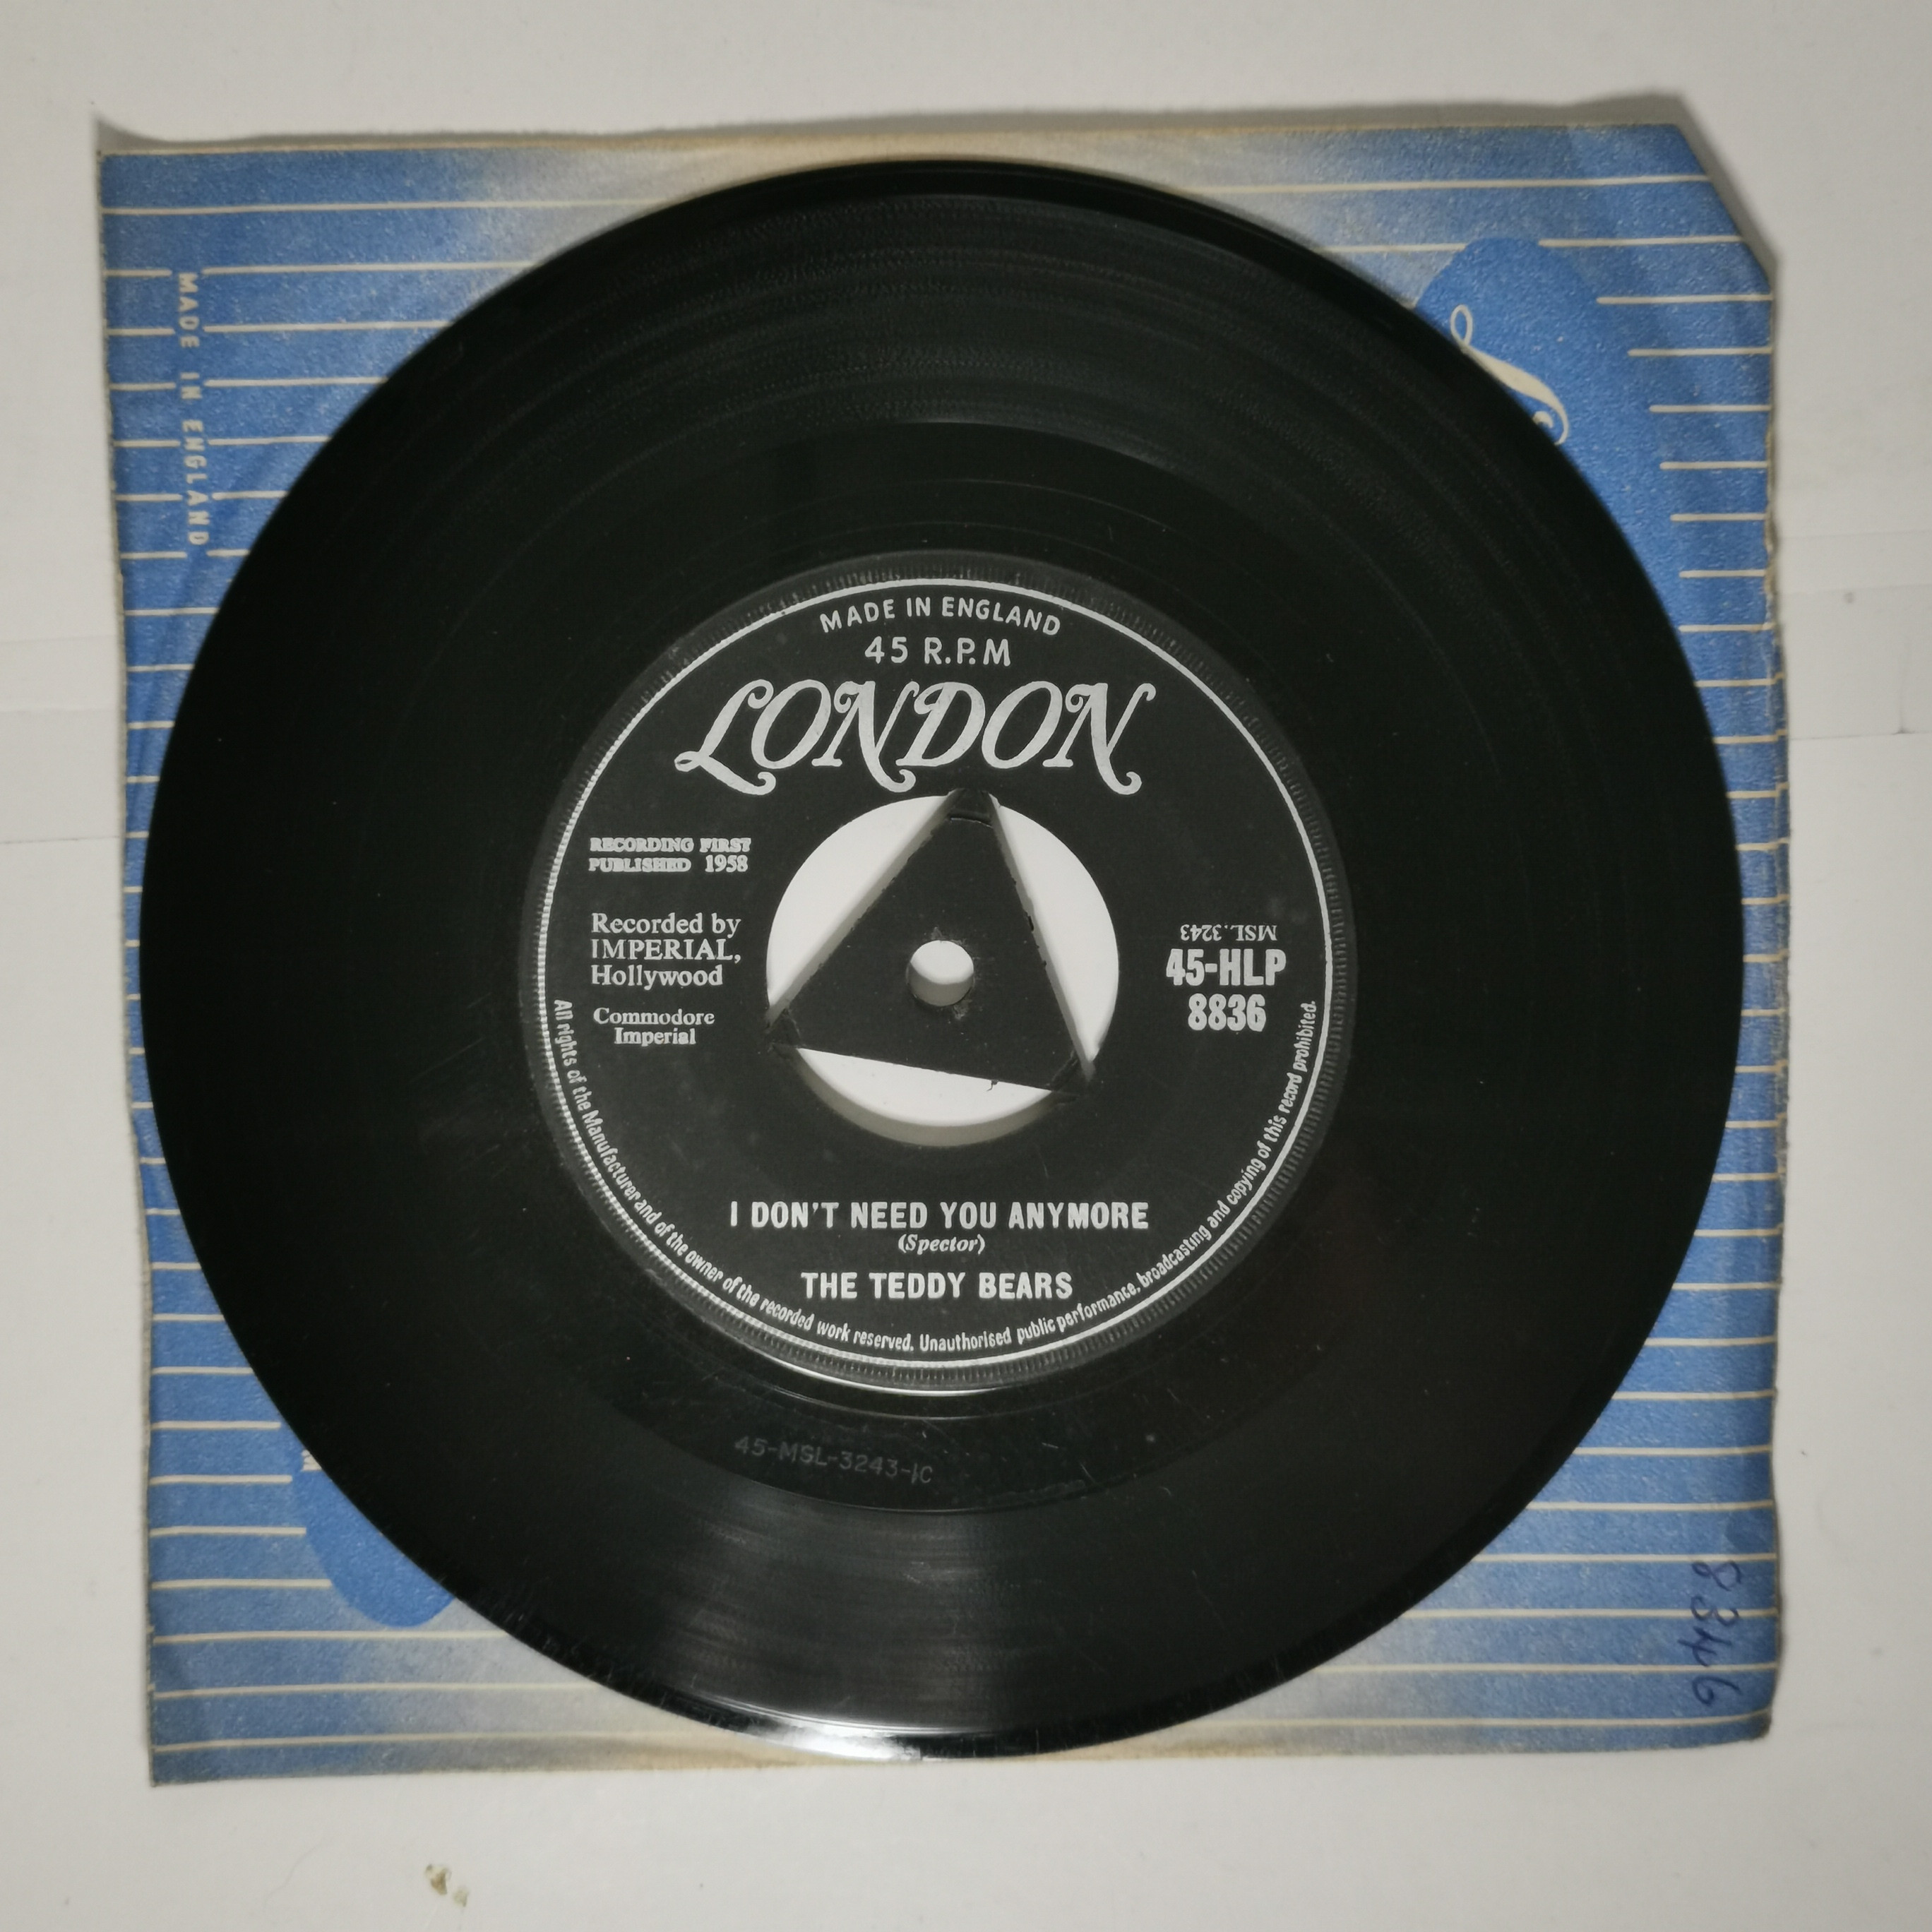 MADE IN ENGLAND
MADE IN ENGLAND
45 R.P.M
LONDON
RECORDING FIRST
PUBLISHED 1958
Recorded by
IMPERIAL,
Hollywood
Commodore
Imperial
MSL.3243
45-HLP
8836
I DON'T NEED YOU ANYMORE
(Spector)
THE TEDDY BEARS
All rights of the Manufacturer and of the owner of the recorded work reserved. Unauthorised public performance, broadcasting and copying of this record prohibited.
45-MSL-3243-1C